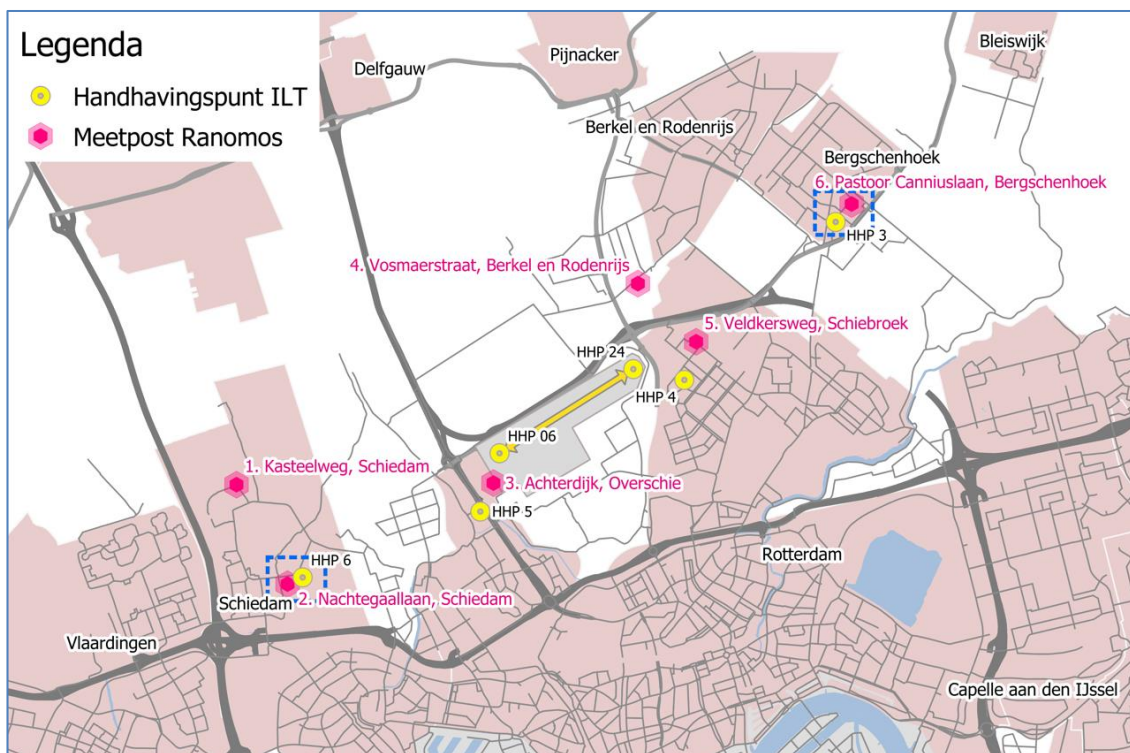 Legenda
Handhavingspunt ILT
Meetpost Ranomos
Bleiswijk
Pijnacker
Delfgauw
Berkel en Rodenrijs
Bergschenhoek
6. Pastoor Canniuslaan, Bergschenhoek
HHP 3
4. Vosmaerstraat, Berkel en Rodenrijs
5. Veldkersweg, Schiebroek
HHP 24
HHP 4
HHP 06
1. Kasteelweg, Schiedam
3. Achterdijk, Overschie
HHP 5
HHP 6
Rotterdam
Schiedam
2. Nachtegaallaan, Schiedam
Vlaardingen
Capelle aan den IJssel